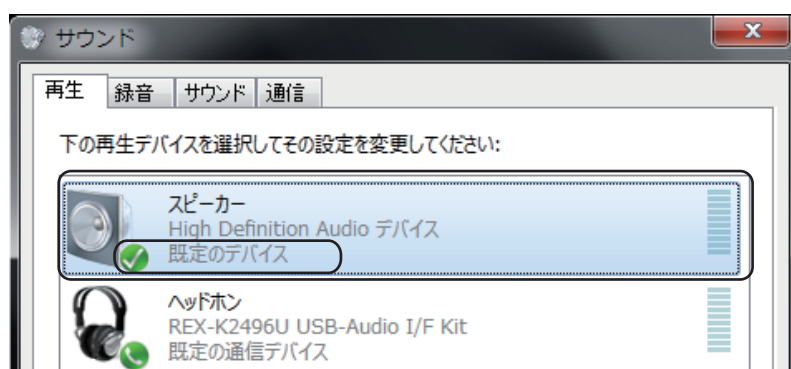 サウンド
再生 録音 サウンド 通信
下の再生デバイスを選択してその設定を変更してください:
スピーカー
High Definition Audio デバイス
既定のデバイス
ヘッドホン
REX-K2496U USB-Audio I/F Kit
既定の通信デバイス